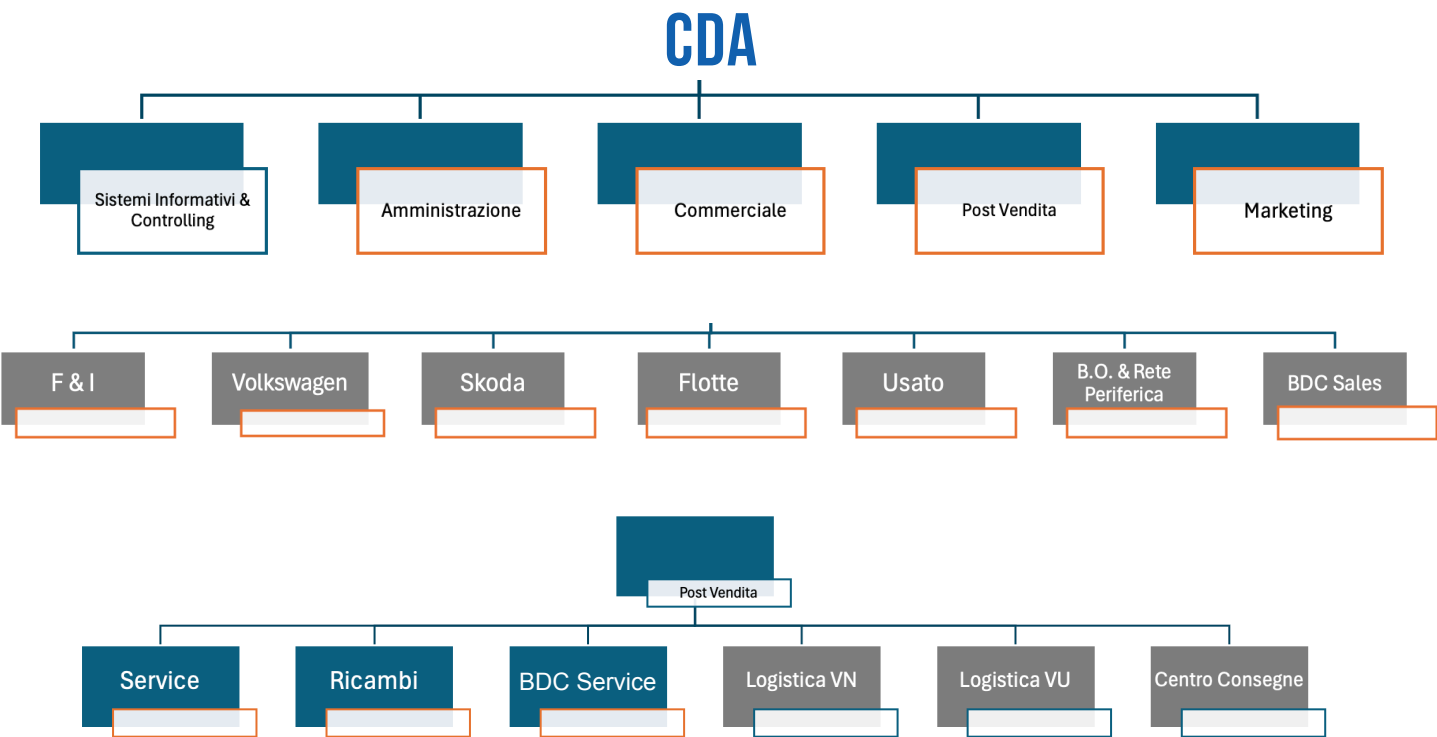 CDA
Sistemi Informativi &
Controlling
Amministrazione
Commerciale
Post Vendita
Marketing
F & I
Volkswagen
Skoda
Flotte
Usato
B.O. & Rete
Periferica
BDC Sales
Post Vendita
Service
Ricambi
BDC Service
Logistica VN
Logistica VU
Centro Consegne